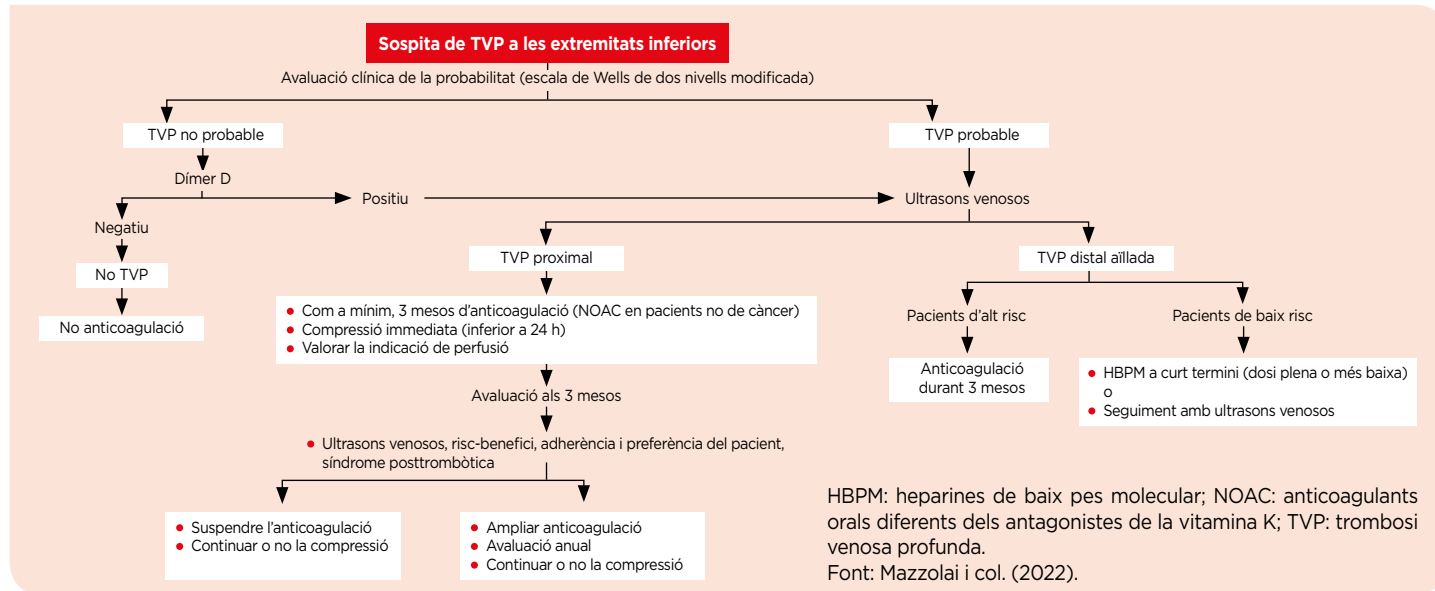 Sospita de TVP a les extremitats inferiors
Avaluació clínica de la probabilitat (escala de Wells de dos nivells modificada)
TVP no probable
TVP probable
Dímer D
Positiu
Ultrasons venosos
Negatiu
TVP proximal
TVP distal aïllada
No TVP
No anticoagulació
• Com a mínim, 3 mesos d'anticoagulació (NOAC en pacients no de càncer)
• Compressió immediata (inferior a 24 h)
• Valorar la indicació de perfusió
Pacients d'alt risc
Pacients de baix risc
Anticoagulació
durant 3 mesos
• HBPM a curt termini (dosi plena o més baixa)
o
• Seguiment amb ultrasons venosos
Avaluació als 3 mesos
• Ultrasons venosos, risc-benefici, adherència i preferència del pacient,
síndrome posttrombòtica
• Suspendre l'anticoagulació
• Continuar o no la compressió
• Ampliar anticoagulació
• Avaluació anual
• Continuar o no la compressió
HBPM: heparines de baix pes molecular; NOAC: anticoagulants
orals diferents dels antagonistes de la vitamina K; TVP: trombosi
venosa profunda.
Font: Mazzolai i col. (2022).